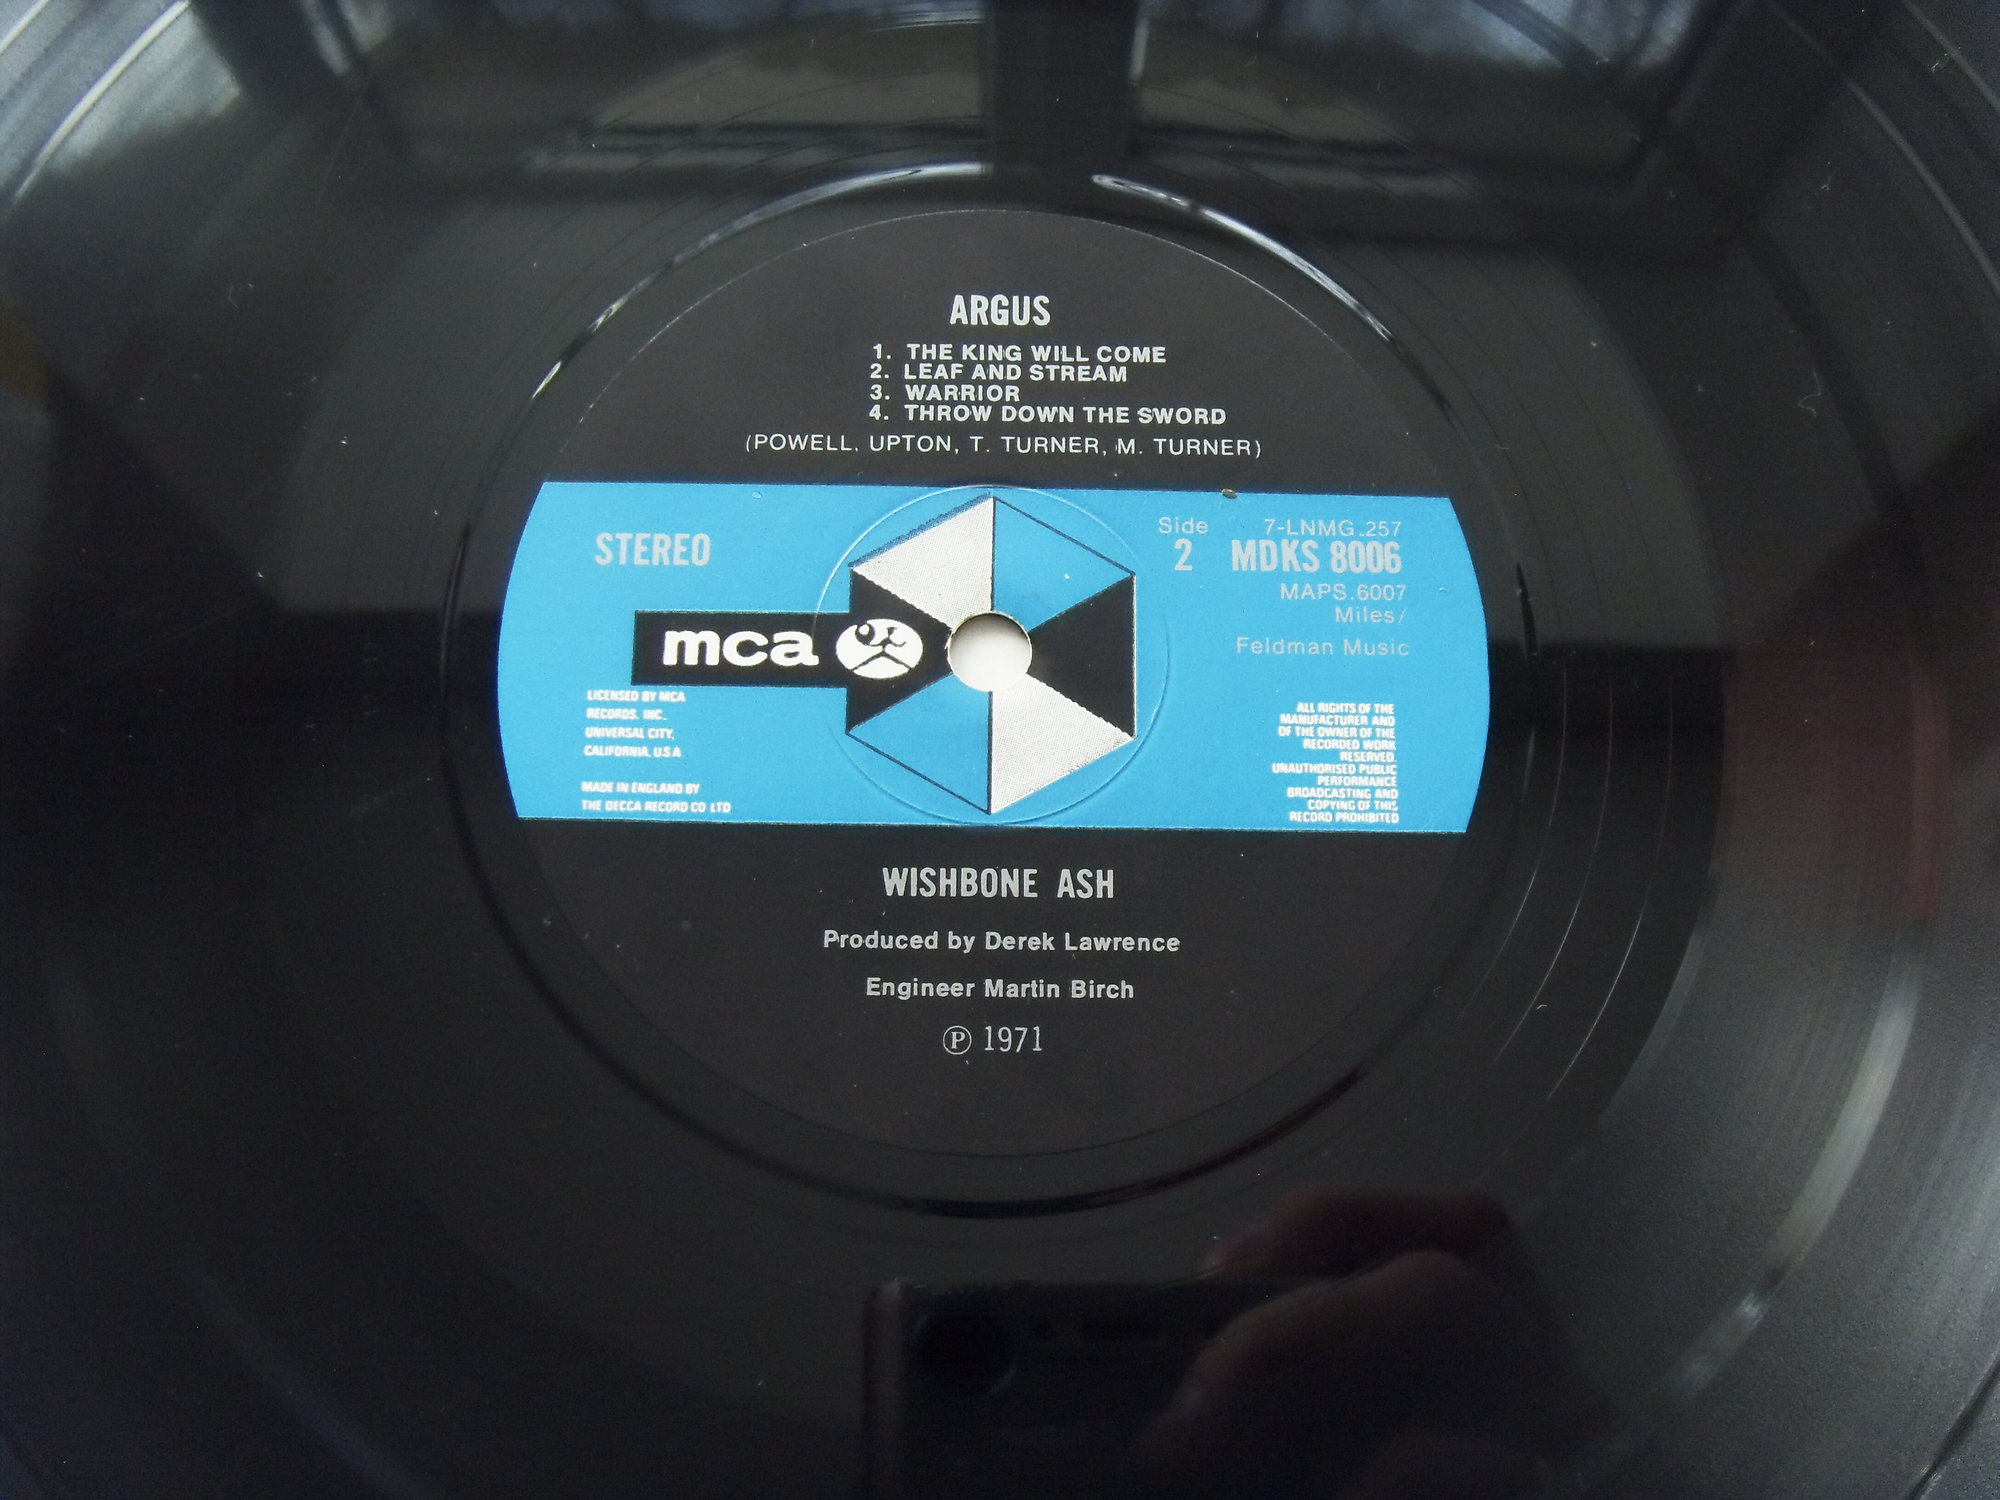 ARGUS
1. THE KING WILL COME
2. LEAF AND STREAM
3. WARRIOR
4. THROW DOWN THE SWORD
(POWELL, UPTON, T. TURNER, M. TURNER)
STEREO
Side 7-LNMG.257
2 MDKS 8006
MAPS.6007
Miles/
Feldman Music
mca
LICENSED BY MCA
RECORDS, INC.
UNIVERSAL CITY,
CALIFORNIA, U.S.A
MADE IN ENGLAND BY
THE DECCA RECORD CO LTD
ALL RIGHTS OF THE
MANUFACTURER AND
OF THE OWNER OF THE
RECORDED WORK
RESERVED.
UNAUTHORISED PUBLIC
PERFORMANCE
BROADCASTING AND
COPYING OF THIS
RECORD PROHIBITED
WISHBONE ASH
Produced by Derek Lawrence
Engineer Martin Birch
Ⓟ 1971